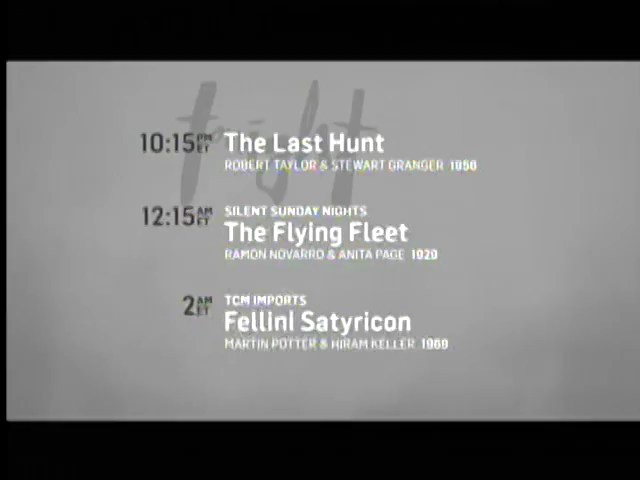 tonight
10:15 PM ET The Last Hunt
ROBERT TAYLOR & STEWART GRANGER 1956
12:15 AM ET SILENT SUNDAY NIGHTS
The Flying Fleet
RAMON NOVARRO & ANITA PAGE 1929
2 AM ET TCM IMPORTS
Fellini Satyricon
MARTIN POTTER & HIRAM KELLER 1969